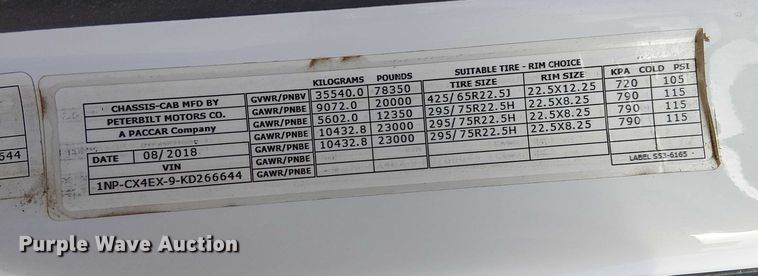 KILOGRAMS POUNDS SUITABLE TIRE - RIM CHOICE
TIRE SIZE RIM SIZE KPA COLD PSI
CHASSIS-CAB MFD BY GVWR/PNBV 35540.0 78350
PETERBILT MOTORS CO. GAWR/PNBE 9072.0 20000 425/65R22.5J 22.5X12.25 720 105
A PACCAR Company GAWR/PNBE 5602.0 12350 295/75R22.5H 22.5X8.25 790 115
GAWR/PNBE 10432.8 23000 295/75R22.5H 22.5X8.25 790 115
DATE 08/2018 GAWR/PNBE 10432.8 23000 295/75R22.5H 22.5X8.25 790 115
VIN GAWR/PNBE
1NP-CX4EX-9-KD266644 GAWR/PNBE
LABEL S53-6165
644
Purple Wave Auction